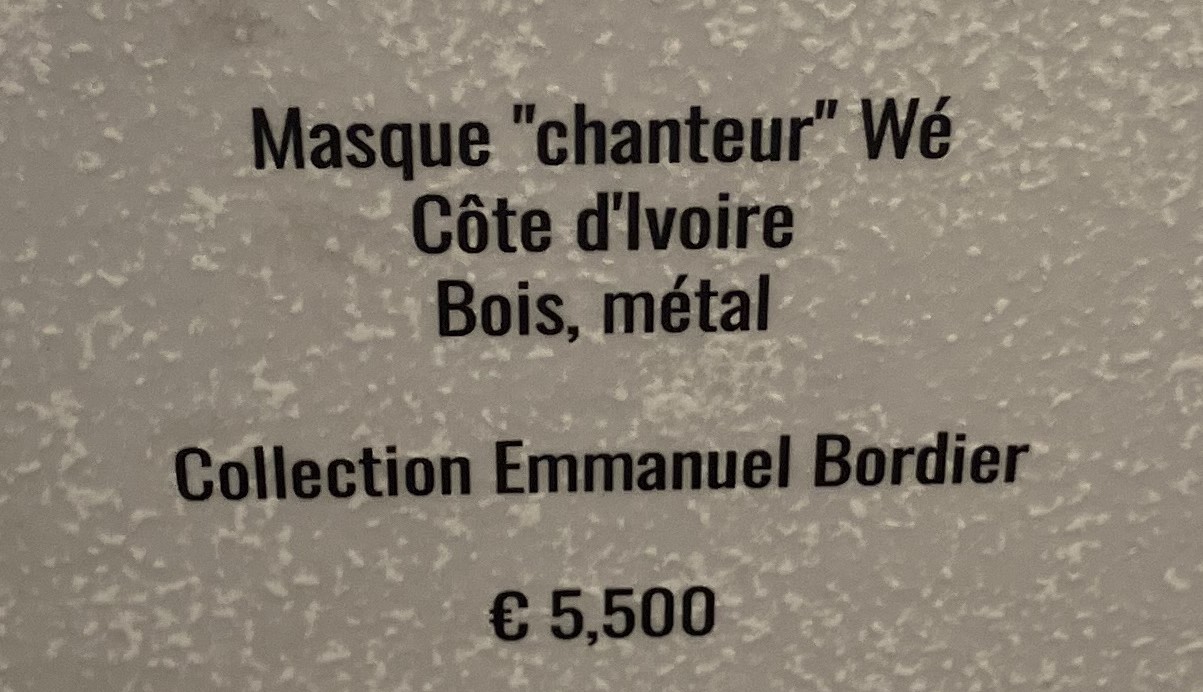 Masque "chanteur" Wé
Côte d'Ivoire
Bois, métal
Collection Emmanuel Bordier
€ 5,500